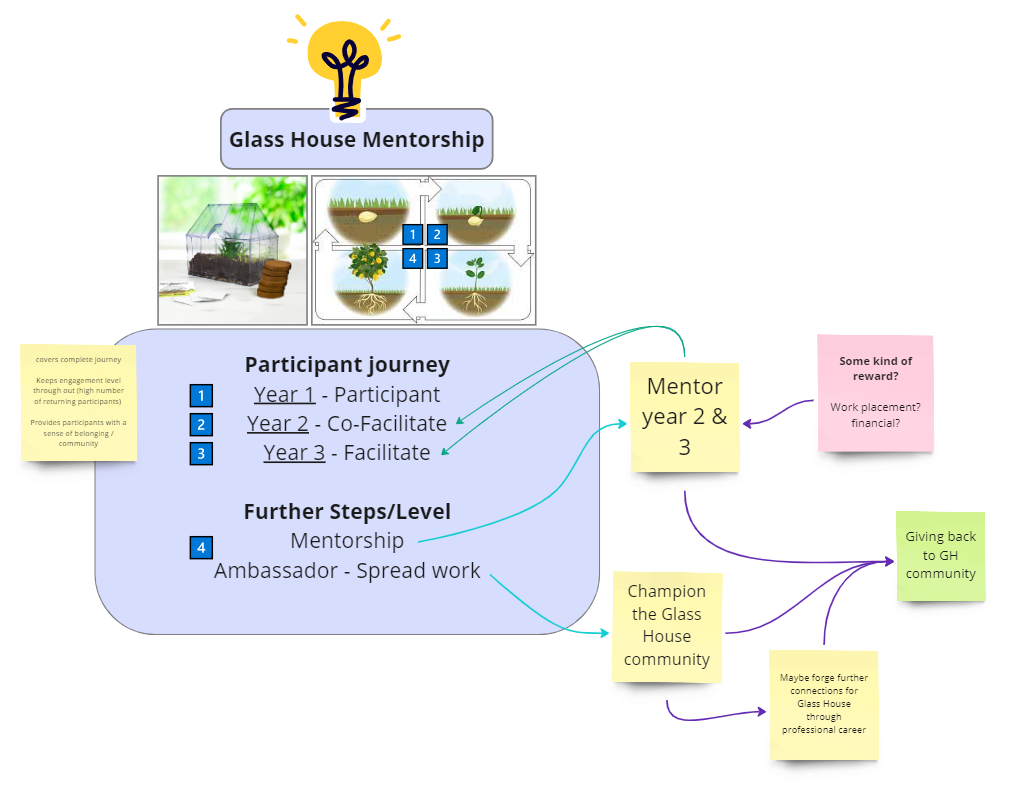 Glass House Mentorship
1
2
4
3
covers complete journey
Keeps engagement level
through out (high number
of returning participants)
Provides participants with a
sense of belonging /
community
Participant journey
1 Year 1 - Participant
2 Year 2 - Co-Facilitate
3 Year 3 - Facilitate
Further Steps/Level
Mentorship
4
Ambassador - Spread work
Mentor
year 2 &
3
Some kind of
reward?
Work placement?
financial?
Giving back
to GH
community
Champion
the Glass
House
community
Maybe forge further
connections for
Glass House
through
professional career